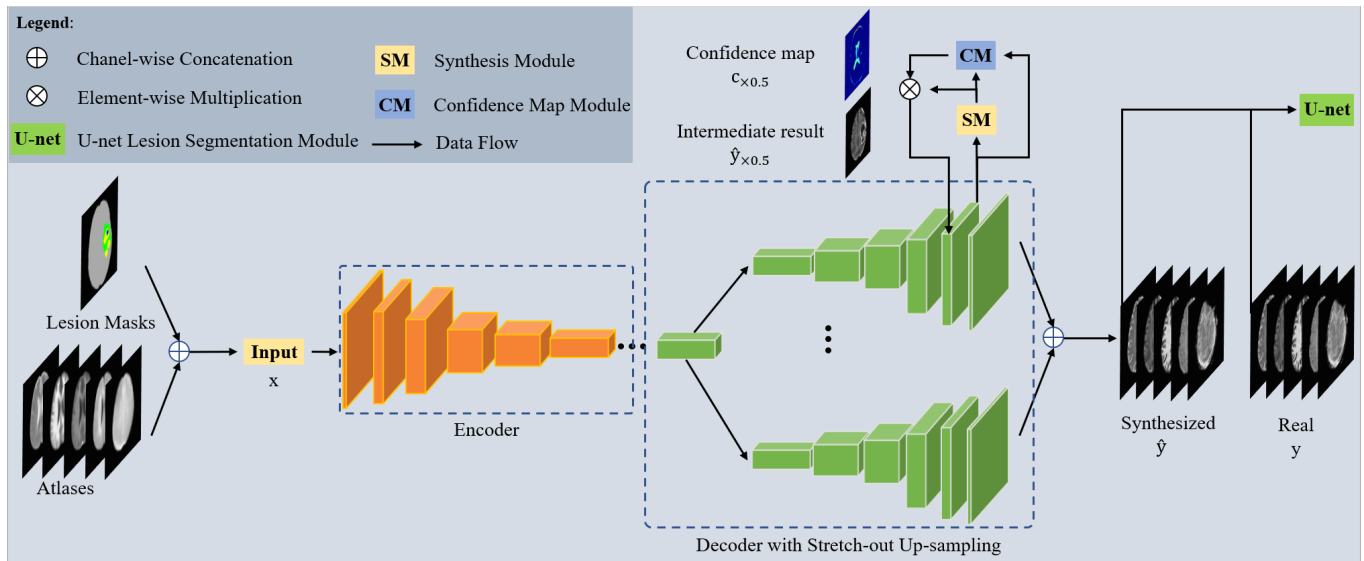 Legend:
Chanel-wise Concatenation
SM Synthesis Module
Element-wise Multiplication
CM Confidence Map Module
U-net U-net Lesion Segmentation Module
Data Flow
Confidence map
c×0.5
Intermediate result
ŷ×0.5
CM
SM
U-net
Lesion Masks
Input
x
Atlases
Encoder
Decoder with Stretch-out Up-sampling
Synthesized
ŷ
Real
y